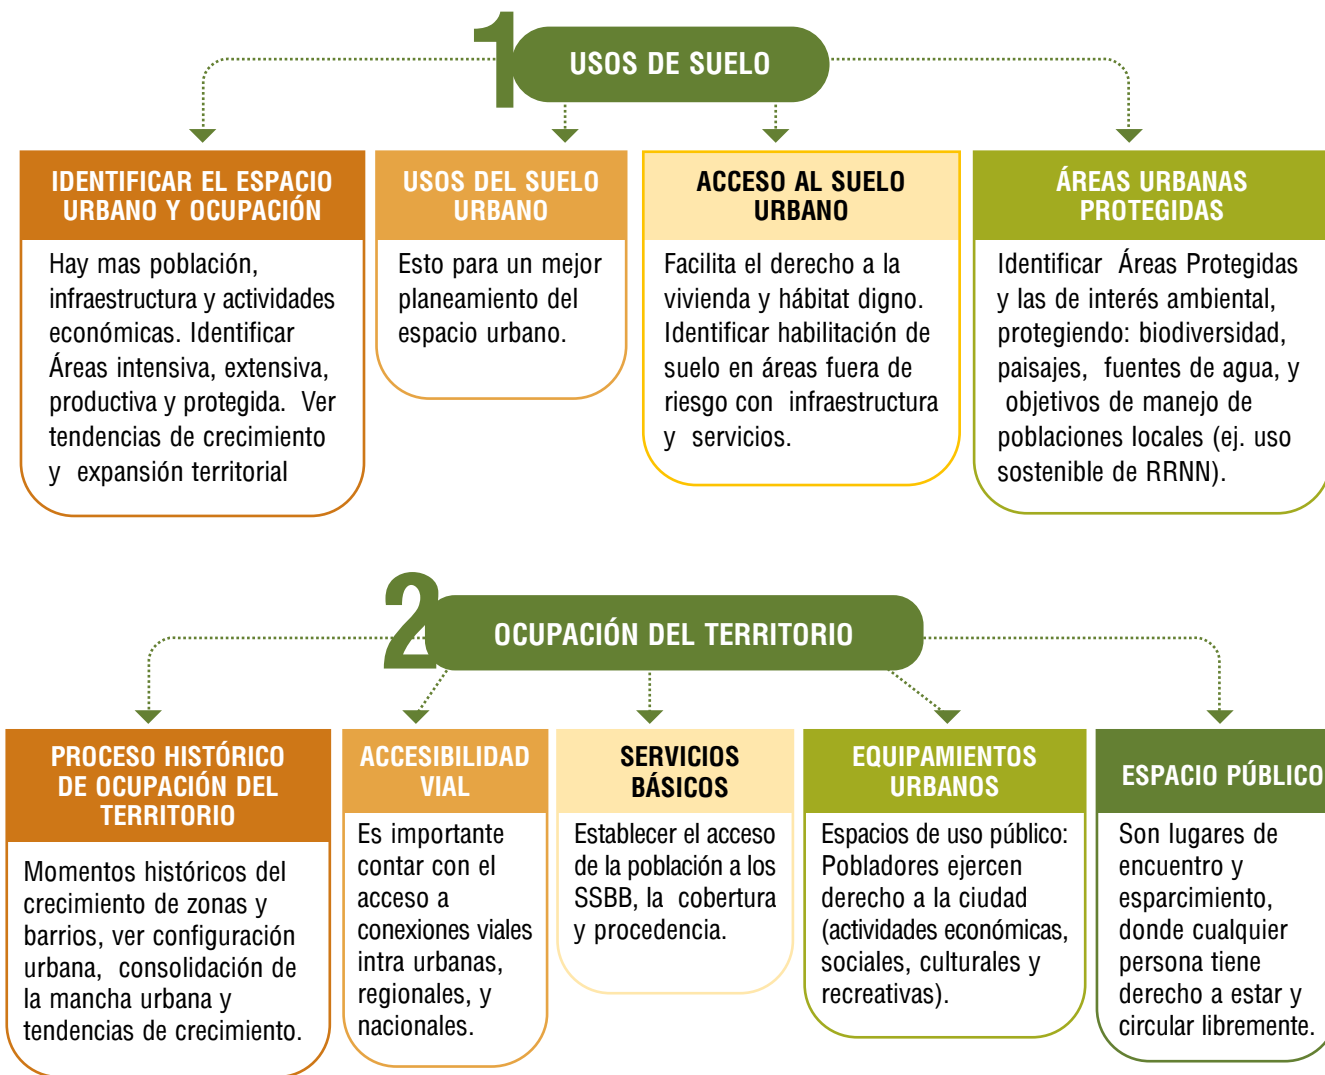 1
USOS DE SUELO
IDENTIFICAR EL ESPACIO
URBANO Y OCUPACIÓN
Hay mas población,
infraestructura y actividades
económicas. Identificar
Áreas intensiva, extensiva,
productiva y protegida. Ver
tendencias de crecimiento
y expansión territorial
USOS DEL SUELO
URBANO
Esto para un mejor
planeamiento del
espacio urbano.
ACCESO AL SUELO
URBANO
Facilita el derecho a la
vivienda y hábitat digno.
Identificar habilitación de
suelo en áreas fuera de
riesgo con infraestructura
y servicios.
ÁREAS URBANAS
PROTEGIDAS
Identificar Áreas Protegidas
y las de interés ambiental,
protegiendo: biodiversidad,
paisajes, fuentes de agua, y
objetivos de manejo de
poblaciones locales (ej. uso
sostenible de RRNN).
2
OCUPACIÓN DEL TERRITORIO
PROCESO HISTÓRICO
DE OCUPACIÓN DEL
TERRITORIO
Momentos históricos del
crecimiento de zonas y
barrios, ver configuración
urbana, consolidación de
la mancha urbana y
tendencias de crecimiento.
ACCESIBILIDAD
VIAL
Es importante
contar con el
acceso a
conexiones viales
intra urbanas,
regionales, y
nacionales.
SERVICIOS
BÁSICOS
Establecer el acceso
de la población a los
SSBB, la cobertura
y procedencia.
EQUIPAMIENTOS
URBANOS
Espacios de uso público:
Pobladores ejercen
derecho a la ciudad
(actividades económicas,
sociales, culturales y
recreativas).
ESPACIO PÚBLICO
Son lugares de
encuentro y
esparcimiento,
donde cualquier
persona tiene
derecho a estar y
circular libremente.